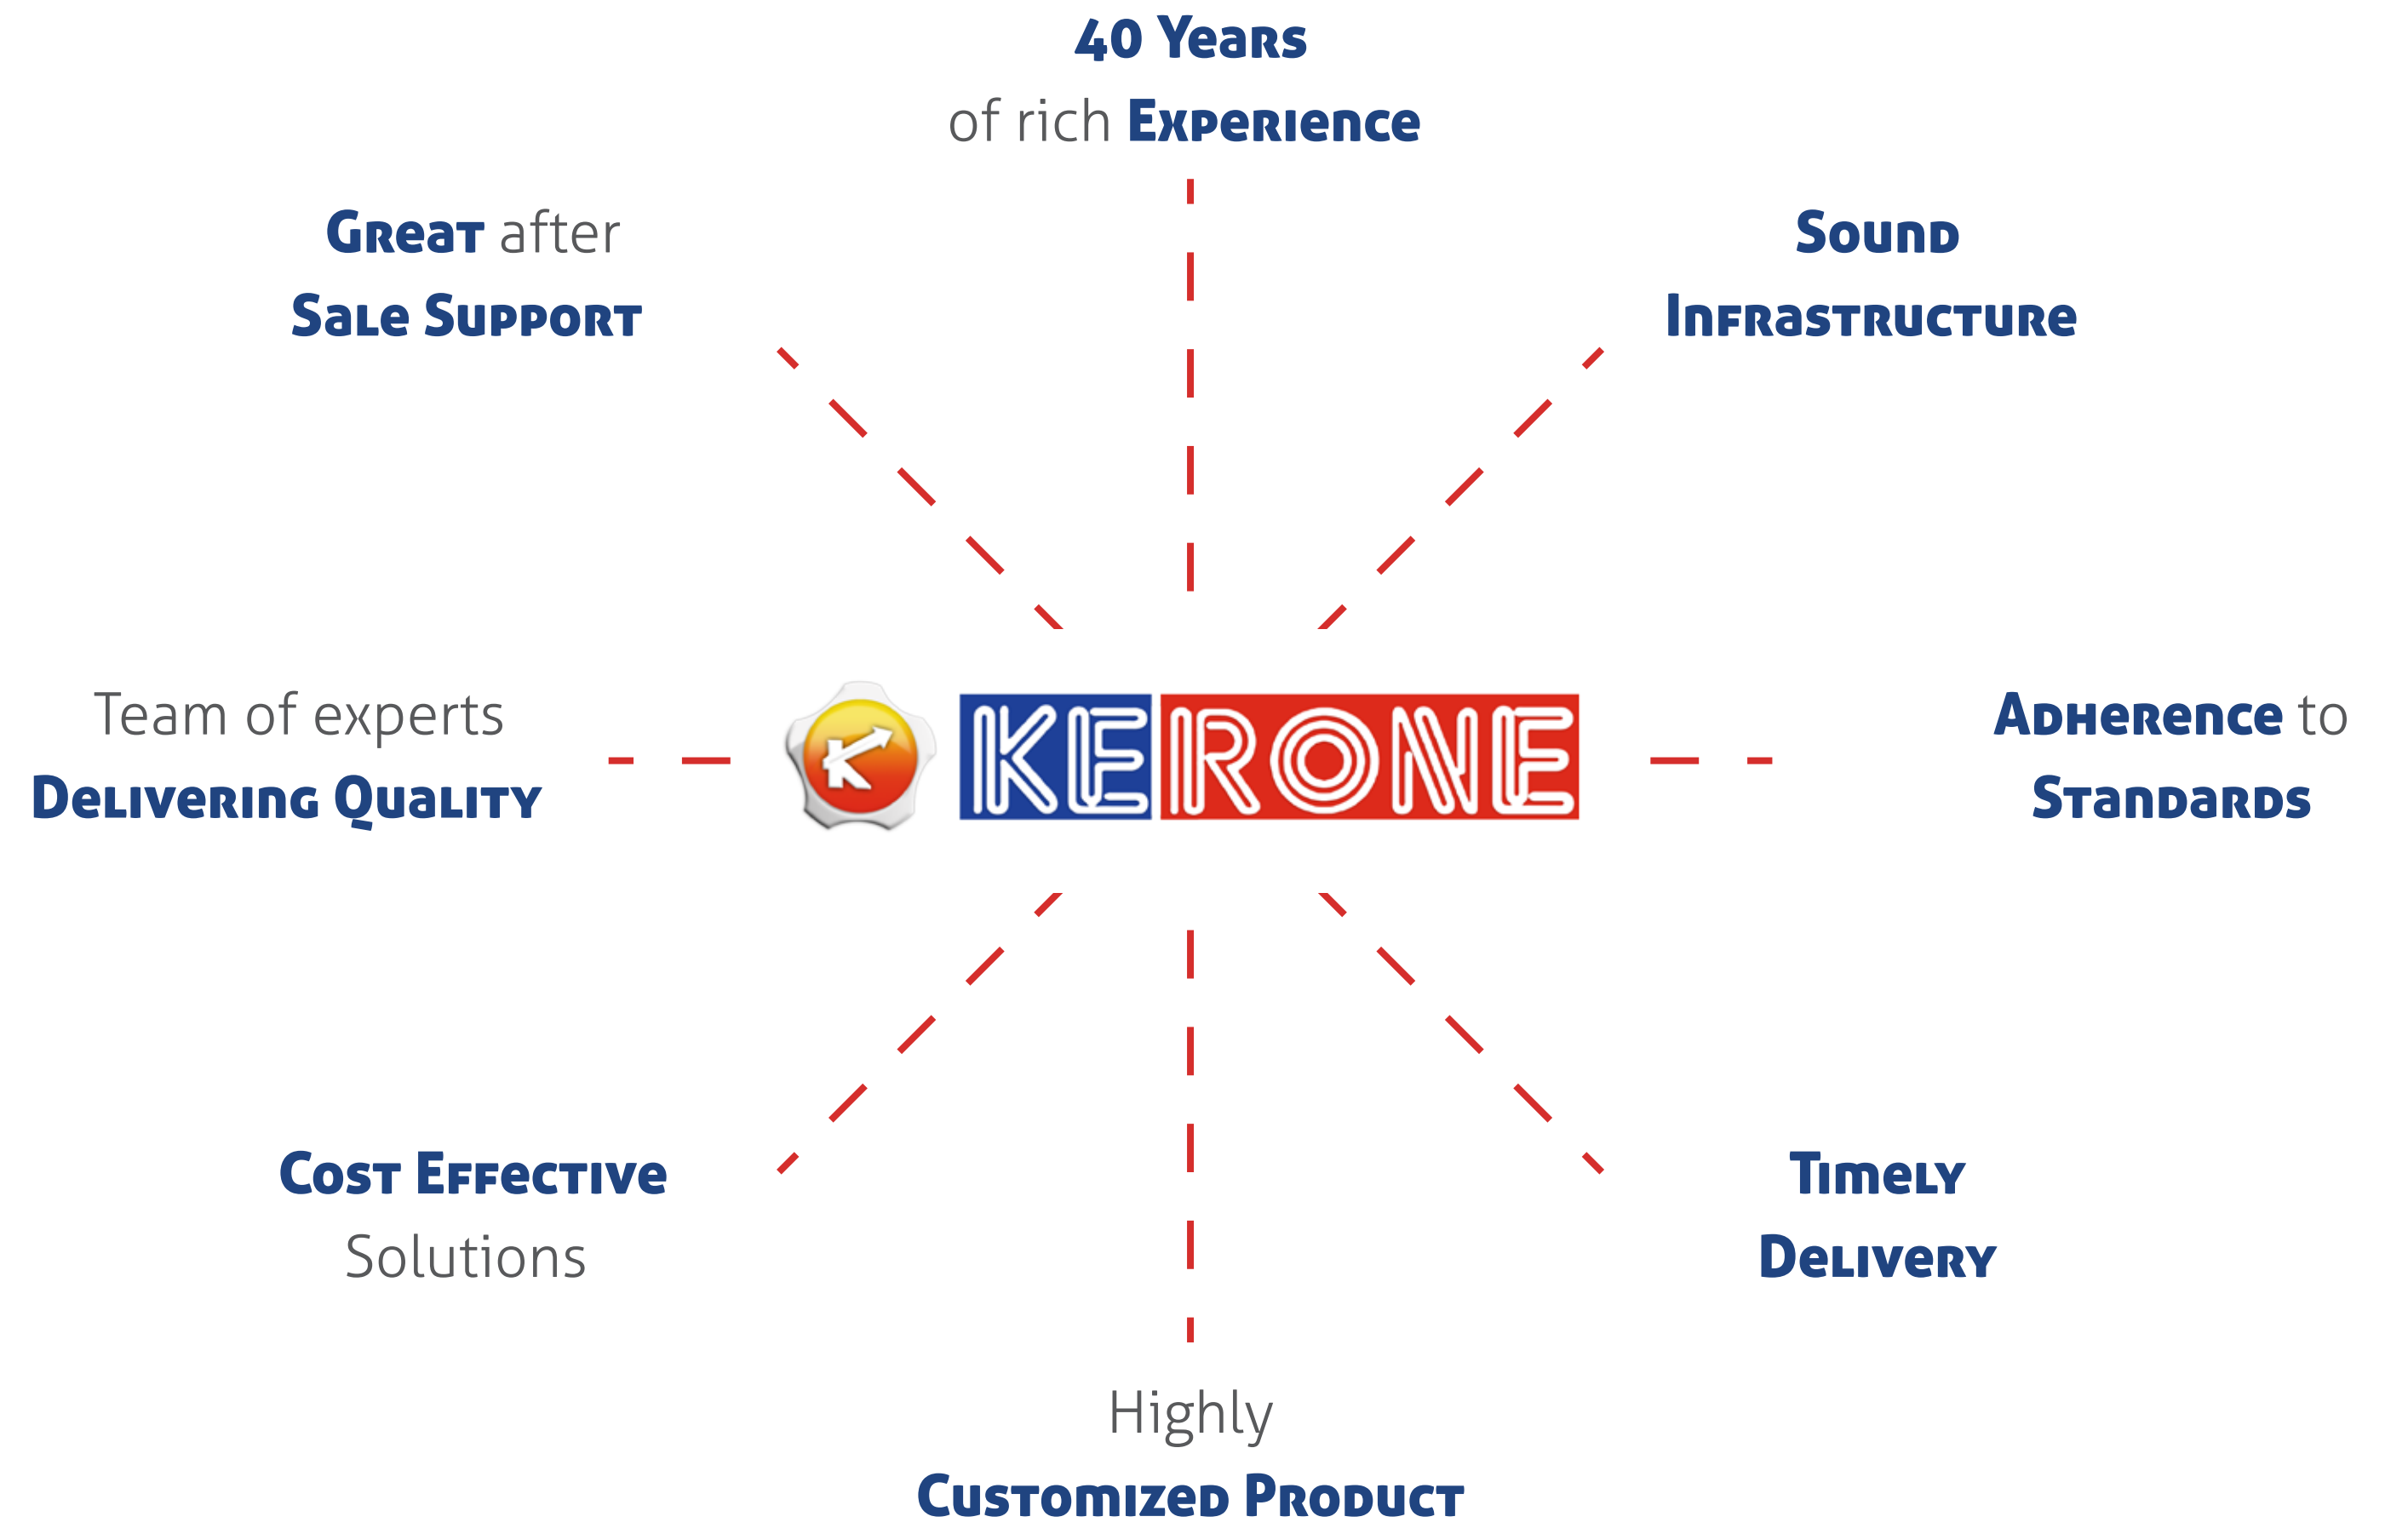 40 Years
of rich Experience
Great after
Sale Support
Sound
Infrastructure
Team of experts
Delivering Quality
K KERONE
Adherence to
Standards
Cost Effective
Solutions
Timely
Delivery
Highly
Customized Product